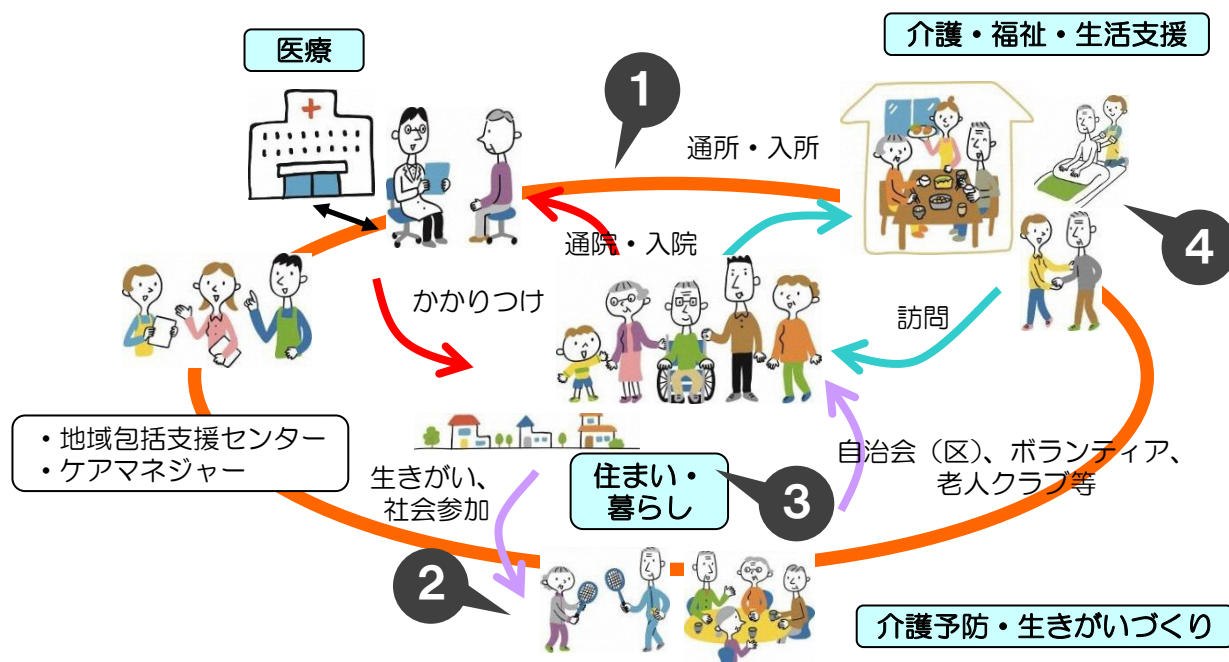 医療
介護・福祉・生活支援
1
通所・入所
4
通院・入院
かかりつけ
訪問
・地域包括支援センター
・ケアマネジャー
生きがい、
社会参加
住まい・
暮らし
3
自治会（区）、ボランティア、
老人クラブ等
2
介護予防・生きがいづくり